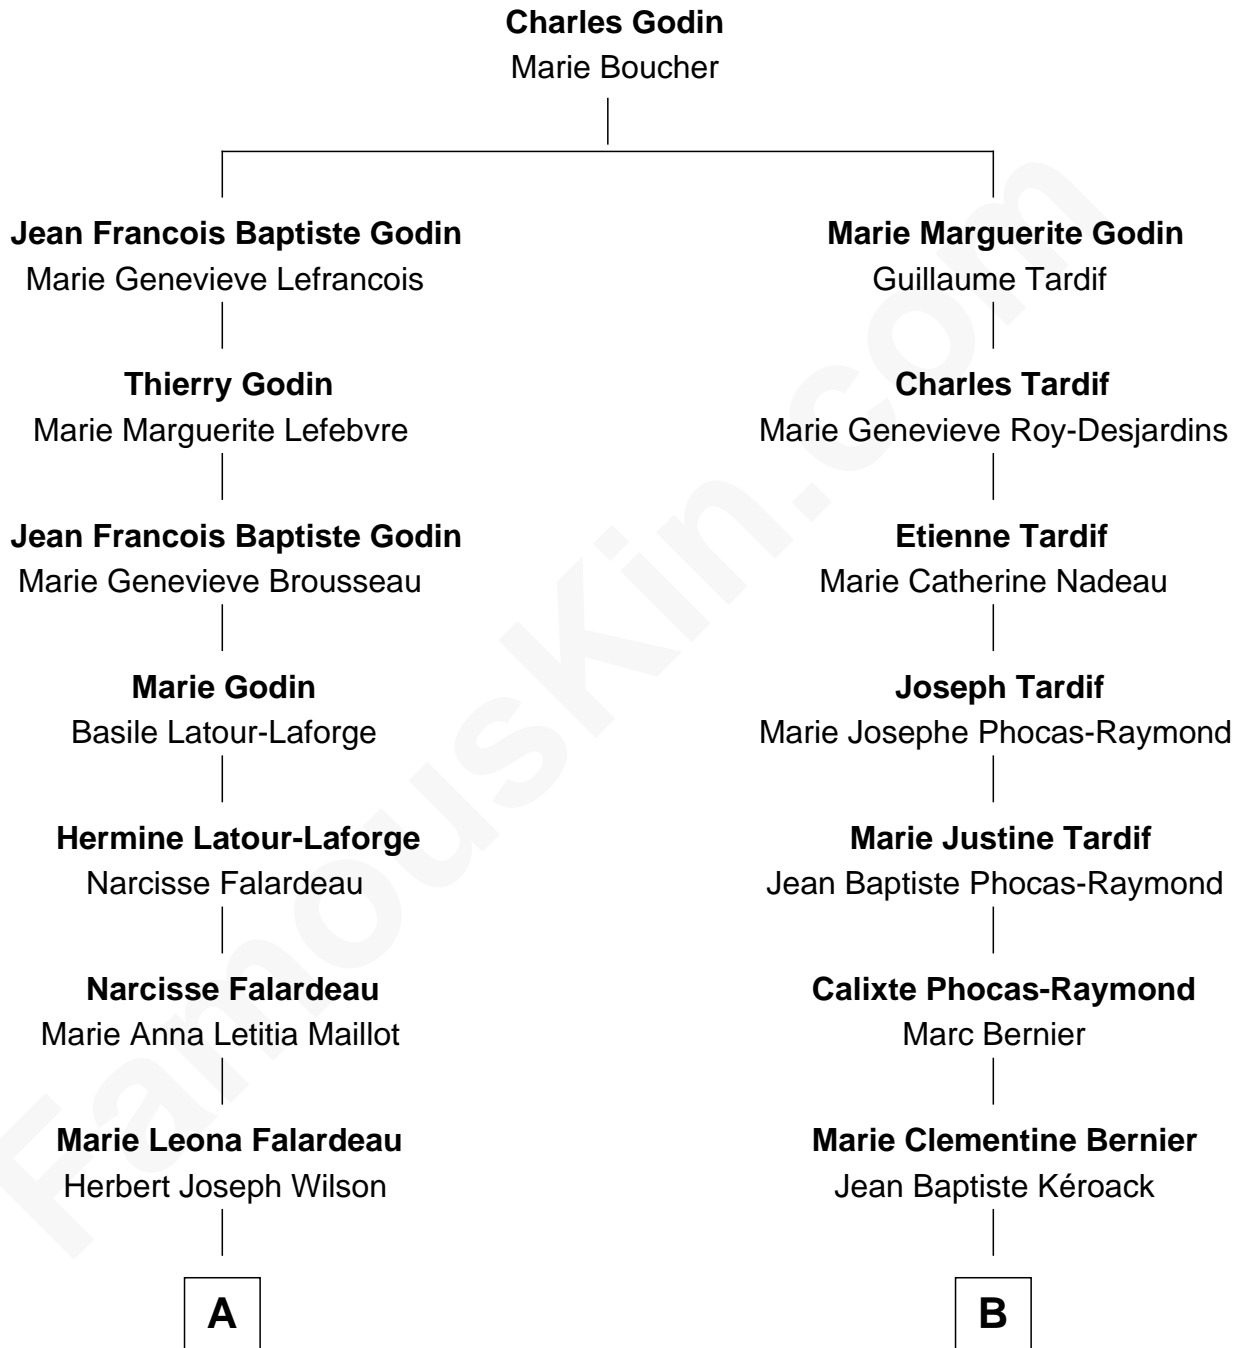 Charles Godin
Marie Boucher
Jean Francois Baptiste Godin
Marie Genevieve Lefrancois
Marie Marguerite Godin
Guillaume Tardif
Thierry Godin
Marie Marguerite Lefebvre
Charles Tardif
Marie Genevieve Roy-Desjardins
Jean Francois Baptiste Godin
Marie Genevieve Brousseau
Etienne Tardif
Marie Catherine Nadeau
Marie Godin
Basile Latour-Laforge
Joseph Tardif
Marie Josephe Phocas-Raymond
Hermine Latour-Laforge
Narcisse Falardeau
Marie Justine Tardif
Jean Baptiste Phocas-Raymond
Narcisse Falardeau
Marie Anna Letitia Maillot
Calixte Phocas-Raymond
Marc Bernier
Marie Leona Falardeau
Herbert Joseph Wilson
Marie Clementine Bernier
Jean Baptiste Kéroack
A
B
FamousKin.com